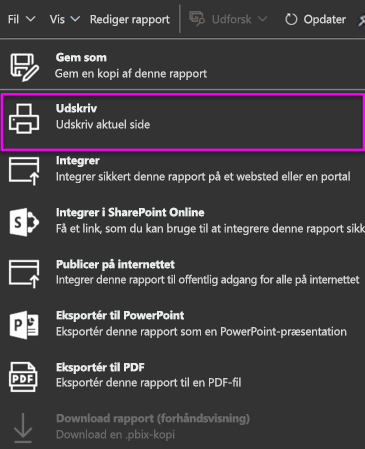 Fil Vis Rediger rapport Udforsk Opdater
Gem som
Gem en kopi af denne rapport
Udskriv
Udskriv aktuel side
Integrer
Integrer sikkert denne rapport på et websted eller en portal
Integrer i SharePoint Online
Få et link, som du kan bruge til at integrere denne rapport sikk
Publicer på internettet
Integrer denne rapport til offentlig adgang for alle på internettet
Eksportér til PowerPoint
Eksportér denne rapport som en PowerPoint-præsentation
Eksportér til PDF
Eksportér denne rapport til en PDF-fil
Download rapport (forhåndsvisning)
Download en .pbix-kopi